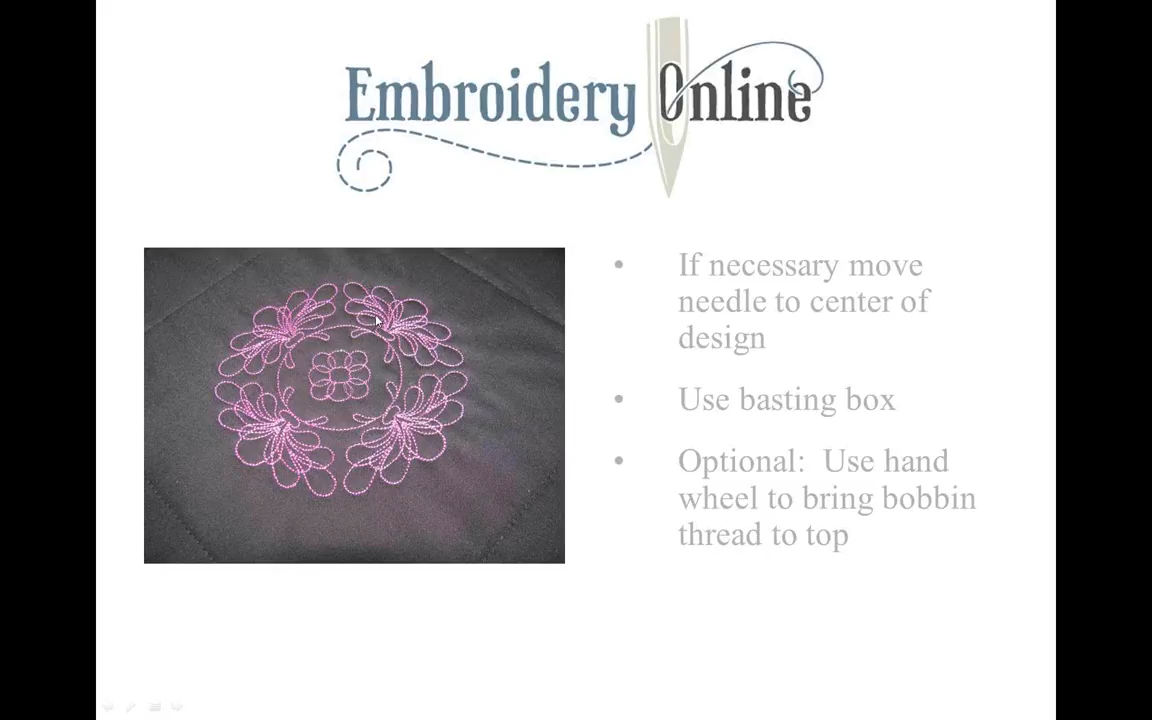 Embroidery Online
• If necessary move
needle to center of
design
• Use basting box
• Optional: Use hand
wheel to bring bobbin
thread to top